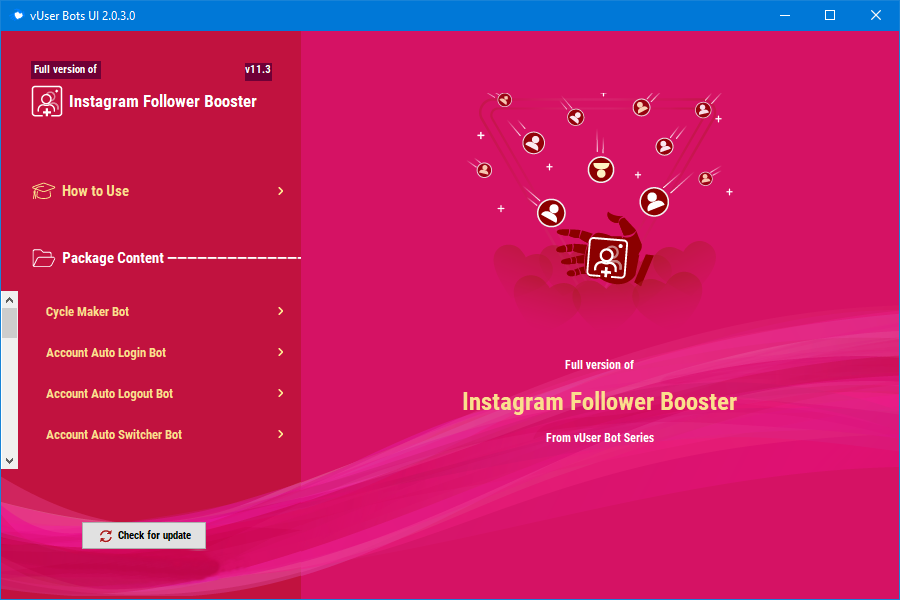 vUser Bots UI 2.0.3.0
Full version of
v11.3
Instagram Follower Booster
How to Use
Package Content ---------------
Cycle Maker Bot
Account Auto Login Bot
Account Auto Logout Bot
Account Auto Switcher Bot
Check for update
Full version of
Instagram Follower Booster
From vUser Bot Series